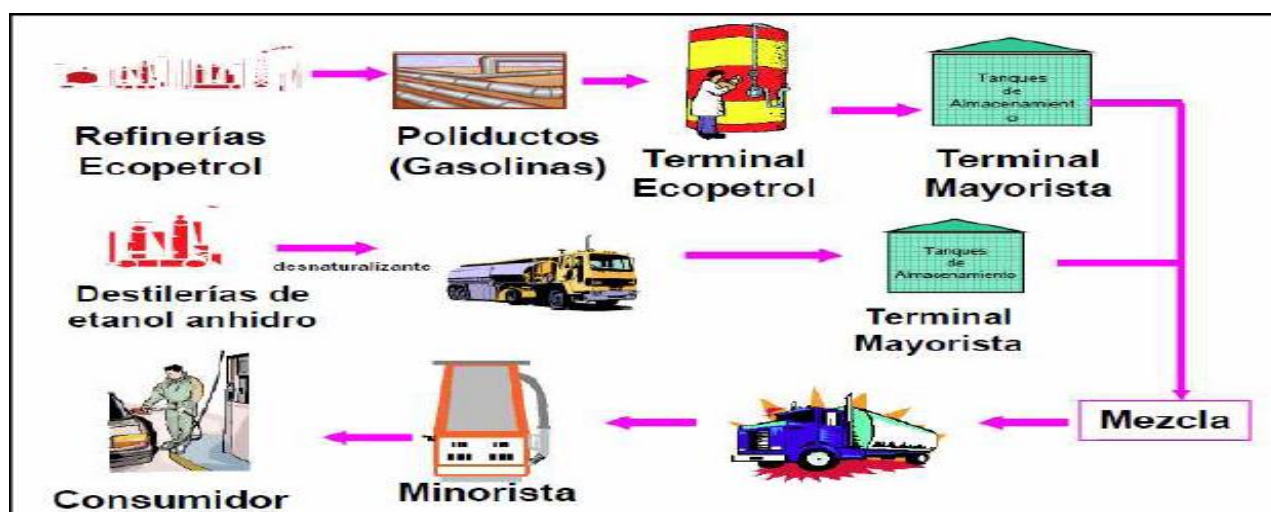 Refinerías
Ecopetrol
Poliductos
(Gasolinas)
Terminal
Ecopetrol
Tanques
de
Almacenamient
o
Terminal
Mayorista
desnaturalizante
Destilerías de
etanol anhidro
Tanques
de
Almacenamiento
Terminal
Mayorista
Mezcla
Minorista
Consumidor